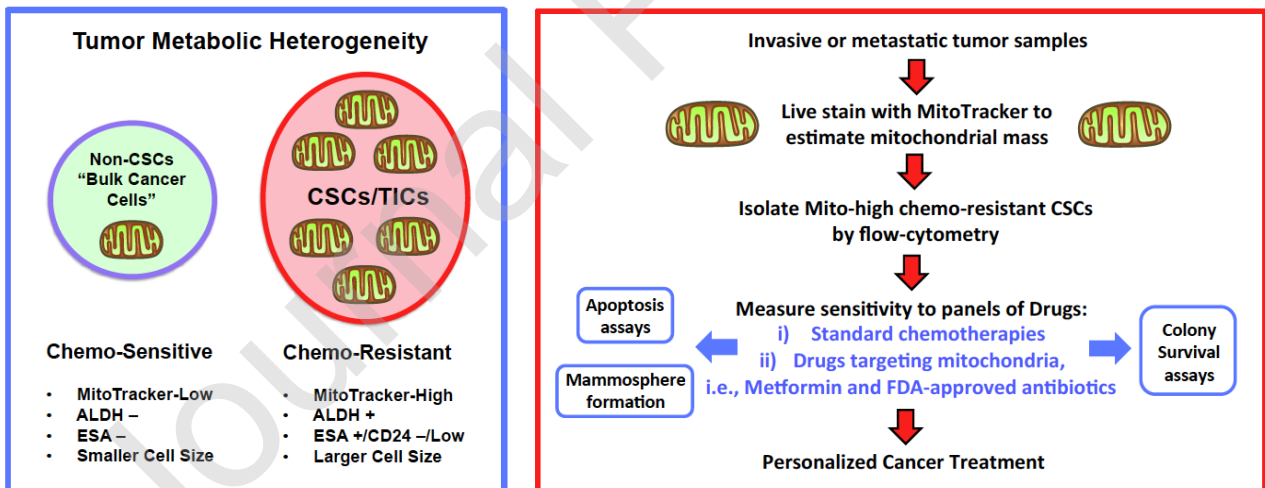 Tumor Metabolic Heterogeneity
Non-CSCs
“Bulk Cancer
Cells”
CSCs/TICs
Chemo-Sensitive
• MitoTracker-Low
• ALDH –
• ESA –
• Smaller Cell Size
Chemo-Resistant
• MitoTracker-High
• ALDH +
• ESA +/CD24 –/Low
• Larger Cell Size
Invasive or metastatic tumor samples
Live stain with MitoTracker to
estimate mitochondrial mass
Isolate Mito-high chemo-resistant CSCs
by flow-cytometry
Measure sensitivity to panels of Drugs:
i) Standard chemotherapies
ii) Drugs targeting mitochondria,
i.e., Metformin and FDA-approved antibiotics
Apoptosis
assays
Mammosphere
formation
Colony
Survival
assays
Personalized Cancer Treatment
Journal P